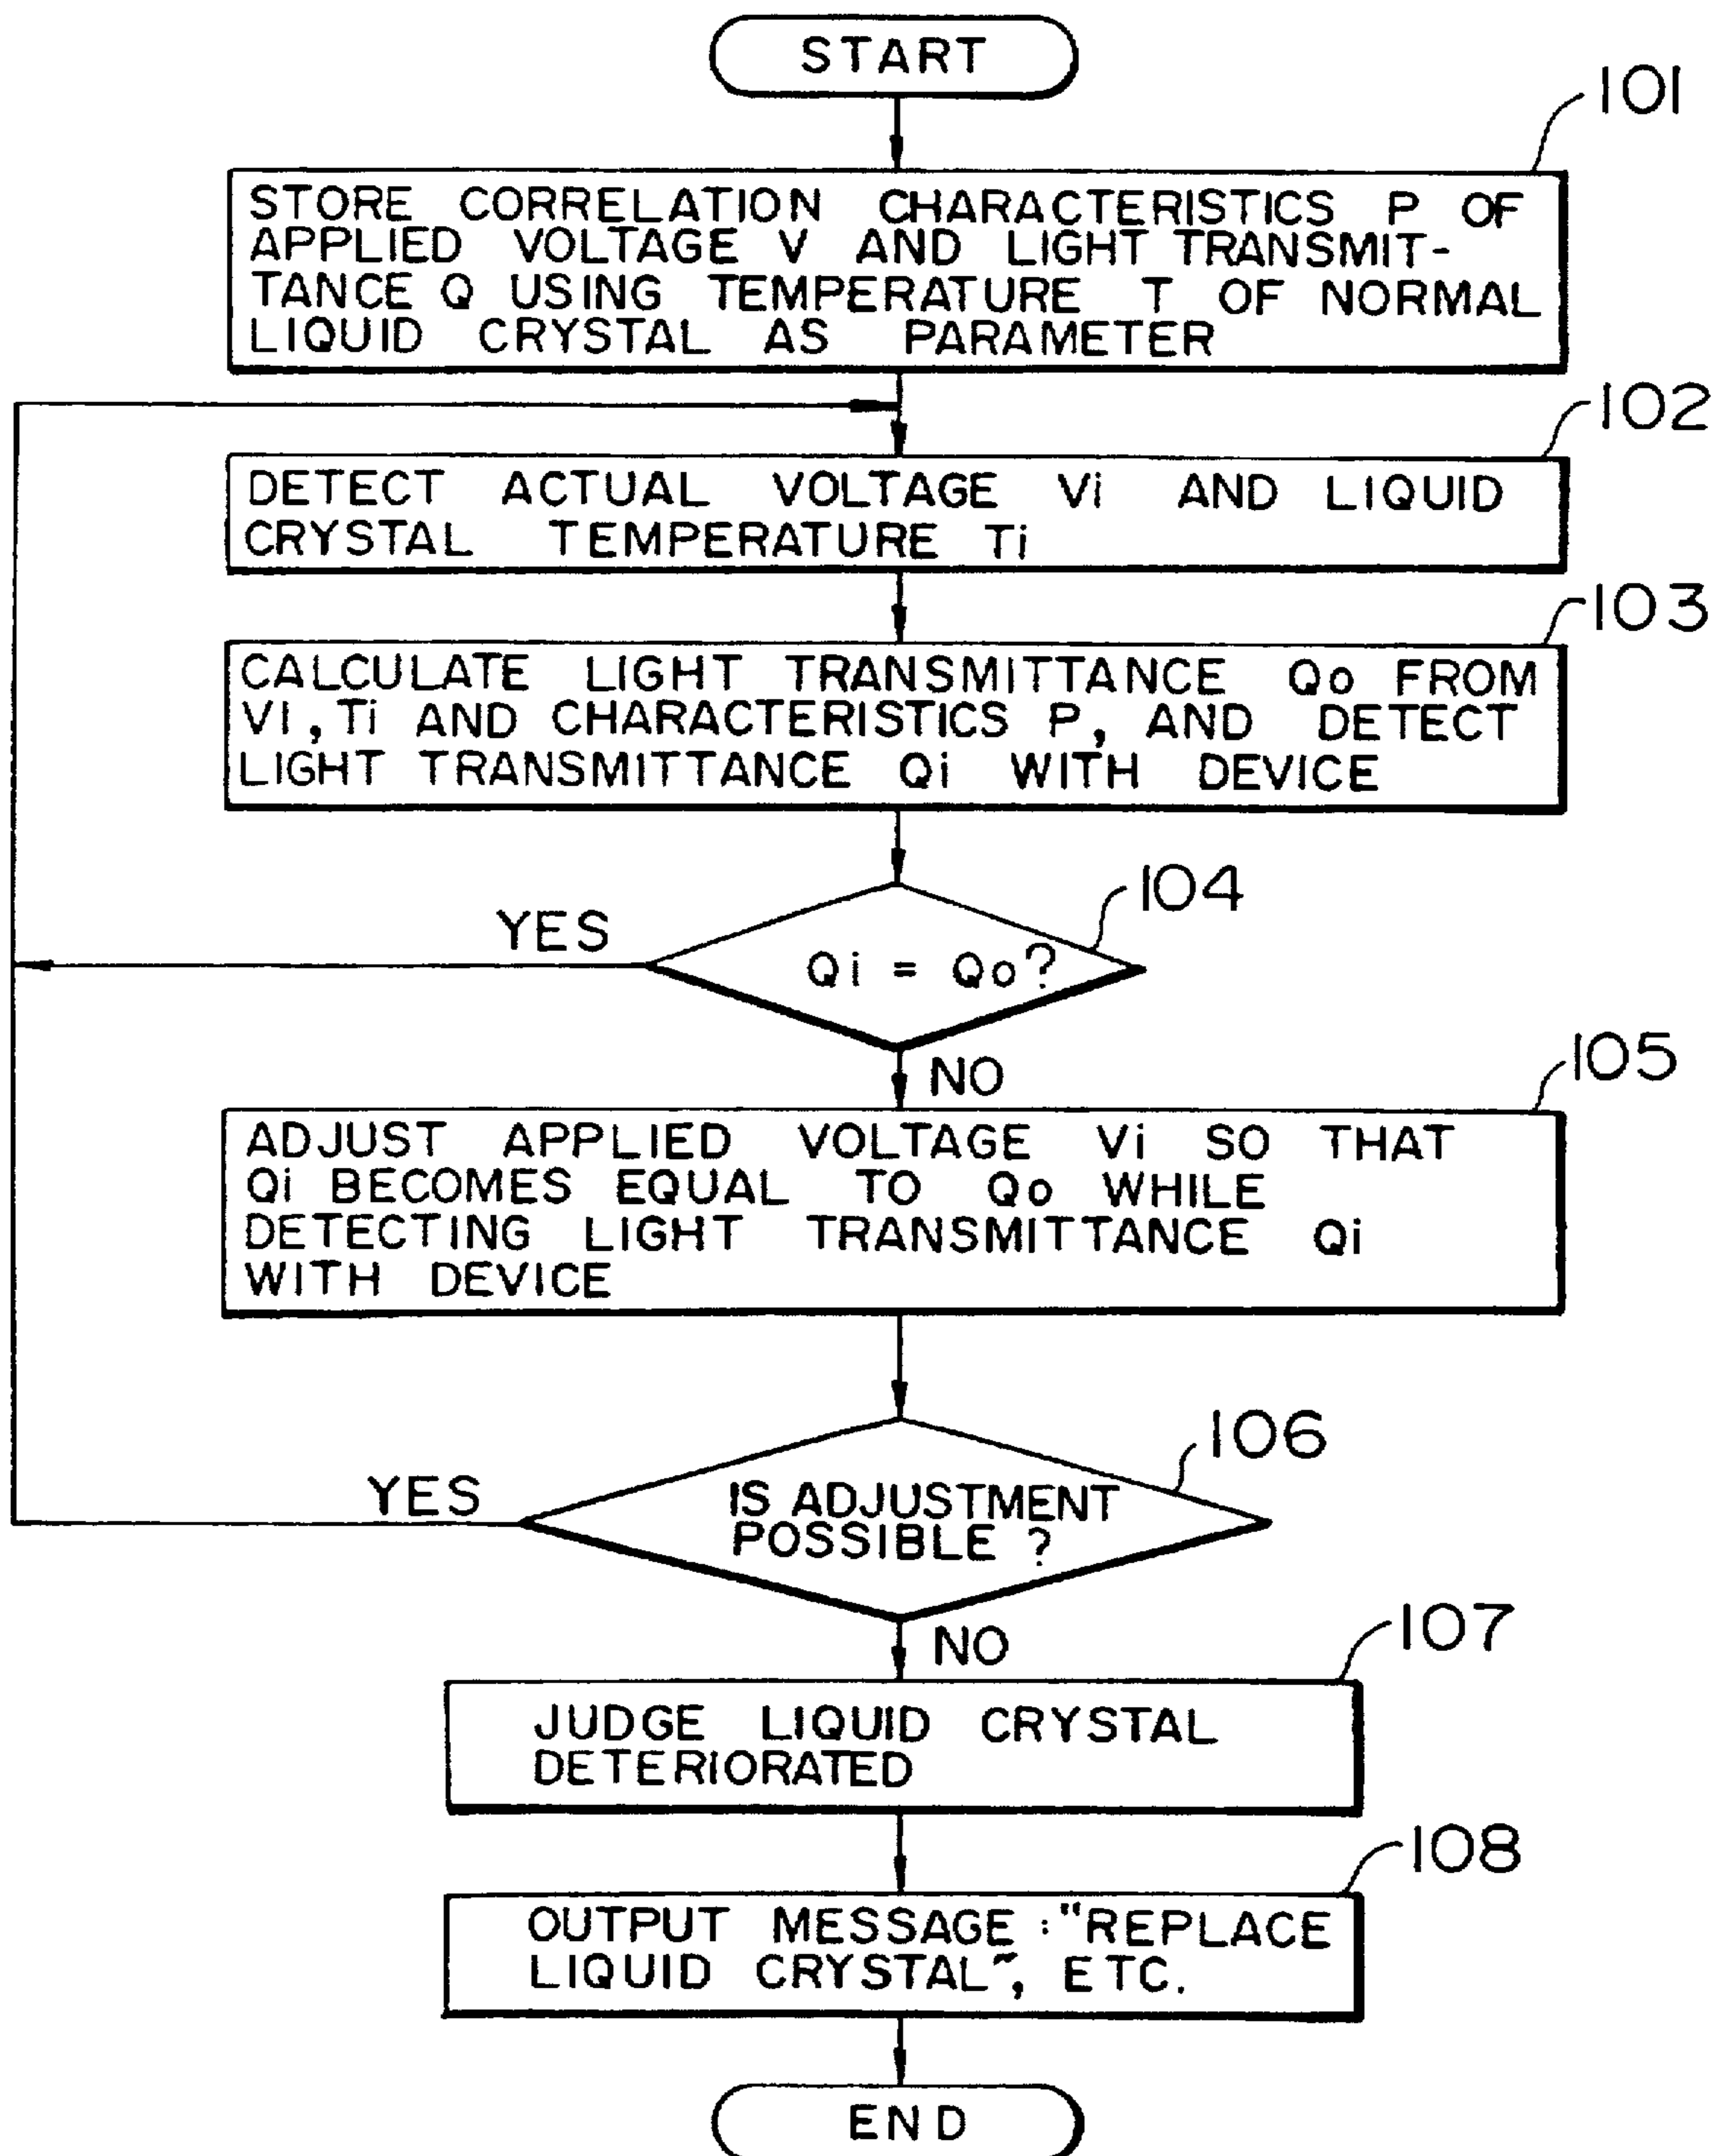 START
101
STORE CORRELATION CHARACTERISTICS P OF
APPLIED VOLTAGE V AND LIGHT TRANSMIT-
TANCE Q USING TEMPERATURE T OF NORMAL
LIQUID CRYSTAL AS PARAMETER
102
DETECT ACTUAL VOLTAGE Vi AND LIQUID
CRYSTAL TEMPERATURE Ti
103
CALCULATE LIGHT TRANSMITTANCE Qo FROM
Vi, Ti AND CHARACTERISTICS P, AND DETECT
LIGHT TRANSMITTANCE Qi WITH DEVICE
104
YES
Qi = Qo?
NO
105
ADJUST APPLIED VOLTAGE Vi SO THAT
Qi BECOMES EQUAL TO Qo WHILE
DETECTING LIGHT TRANSMITTANCE Qi
WITH DEVICE
106
YES
IS ADJUSTMENT
POSSIBLE ?
NO
107
JUDGE LIQUID CRYSTAL
DETERIORATED
108
OUTPUT MESSAGE : "REPLACE
LIQUID CRYSTAL", ETC.
END